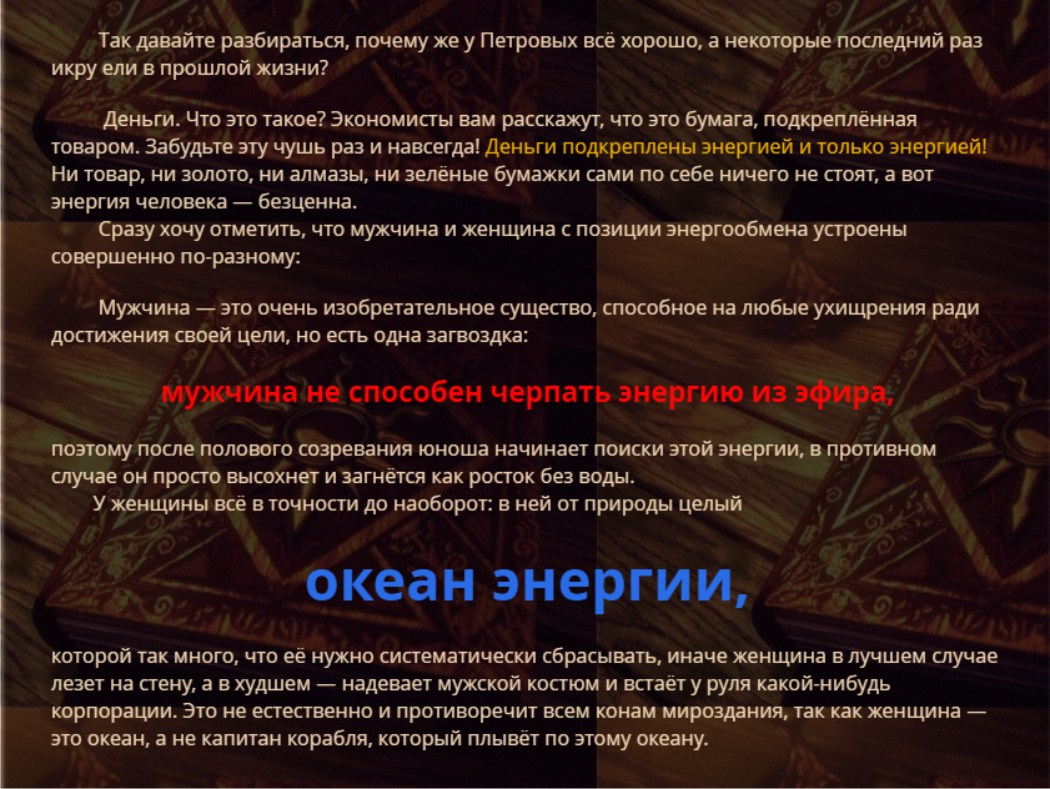 Так давайте разбираться, почему же у Петровых всё хорошо, а некоторые последний раз
икру ели в прошлой жизни?
Деньги. Что это такое? Экономисты вам расскажут, что это бумага, подкреплённая
товаром. Забудьте эту чушь раз и навсегда! Деньги подкреплены энергией и только энергией!
Ни товар, ни золото, ни алмазы, ни зелёные бумажки сами по себе ничего не стоят, а вот
энергия человека — бесценна.
Сразу хочу отметить, что мужчина и женщина с позиции энергообмена устроены
совершенно по-разному:
Мужчина — это очень изобретательное существо, способное на любые ухищрения ради
достижения своей цели, но есть одна загвоздка:
мужчина не способен черпать энергию из эфира,
поэтому после полового созревания юноша начинает поиски этой энергии, в противном
случае он просто высохнет и загнётся как росток без воды.
У женщины всё в точности до наоборот: в ней от природы целый
океан энергии,
которой так много, что её нужно систематически сбрасывать, иначе женщина в лучшем случае
лезет на стену, а в худшем — надевает мужской костюм и встаёт у руля какой-нибудь
корпорации. Это не естественно и противоречит всем конам мироздания, так как женщина —
это океан, а не капитан корабля, который плывёт по этому океану.